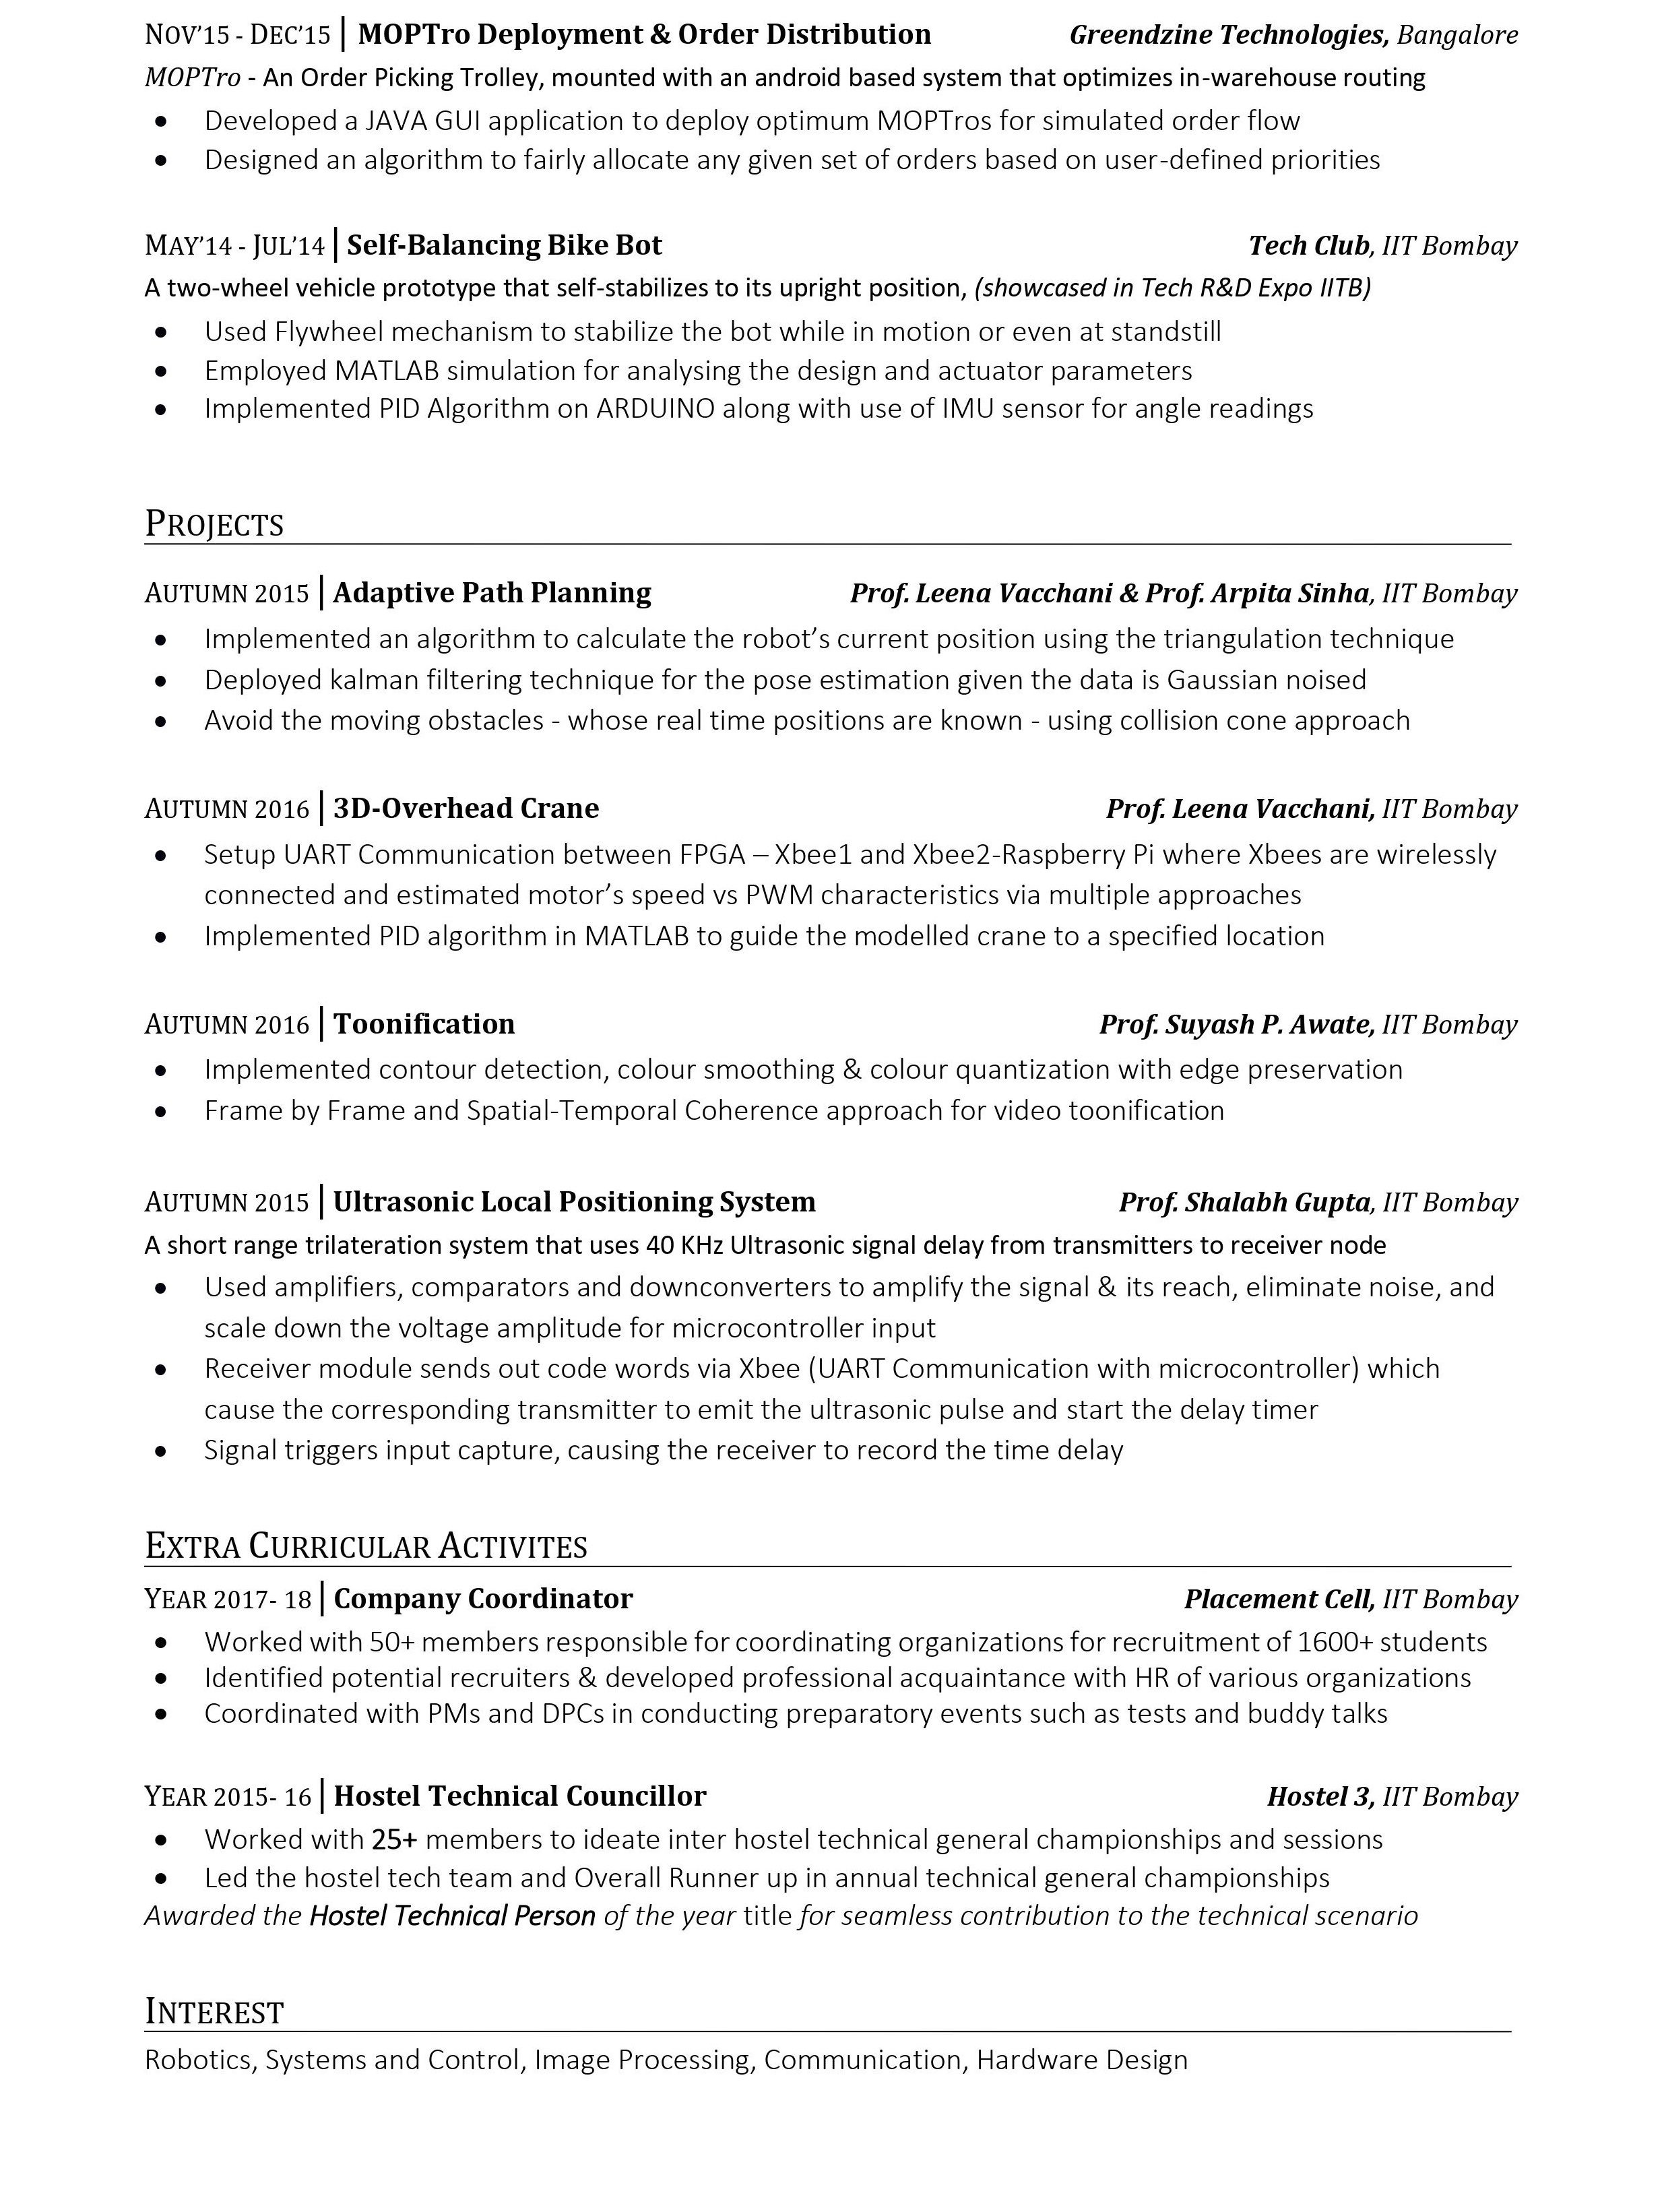 NOV’15 - DEC’15 | MOPTro Deployment & Order Distribution Greendzine Technologies, Bangalore
MOPTro - An Order Picking Trolley, mounted with an android based system that optimizes in-warehouse routing
• Developed a JAVA GUI application to deploy optimum MOPTros for simulated order flow
• Designed an algorithm to fairly allocate any given set of orders based on user-defined priorities
MAY’14 - JUL’14 | Self-Balancing Bike Bot Tech Club, IIT Bombay
A two-wheel vehicle prototype that self-stabilizes to its upright position, (showcased in Tech R&D Expo IITB)
• Used Flywheel mechanism to stabilize the bot while in motion or even at standstill
• Employed MATLAB simulation for analysing the design and actuator parameters
• Implemented PID Algorithm on ARDUINO along with use of IMU sensor for angle readings
PROJECTS
AUTUMN 2015 | Adaptive Path Planning Prof. Leena Vacchani & Prof. Arpita Sinha, IIT Bombay
• Implemented an algorithm to calculate the robot’s current position using the triangulation technique
• Deployed kalman filtering technique for the pose estimation given the data is Gaussian noised
• Avoid the moving obstacles - whose real time positions are known - using collision cone approach
AUTUMN 2016 | 3D-Overhead Crane Prof. Leena Vacchani, IIT Bombay
• Setup UART Communication between FPGA – Xbee1 and Xbee2-Raspberry Pi where Xbees are wirelessly
connected and estimated motor’s speed vs PWM characteristics via multiple approaches
• Implemented PID algorithm in MATLAB to guide the modelled crane to a specified location
AUTUMN 2016 | Toonification Prof. Suyash P. Awate, IIT Bombay
• Implemented contour detection, colour smoothing & colour quantization with edge preservation
• Frame by Frame and Spatial-Temporal Coherence approach for video toonification
AUTUMN 2015 | Ultrasonic Local Positioning System Prof. Shalabh Gupta, IIT Bombay
A short range trilateration system that uses 40 KHz Ultrasonic signal delay from transmitters to receiver node
• Used amplifiers, comparators and downconverters to amplify the signal & its reach, eliminate noise, and
scale down the voltage amplitude for microcontroller input
• Receiver module sends out code words via Xbee (UART Communication with microcontroller) which
cause the corresponding transmitter to emit the ultrasonic pulse and start the delay timer
• Signal triggers input capture, causing the receiver to record the time delay
EXTRA CURRICULAR ACTIVITES
YEAR 2017- 18 | Company Coordinator Placement Cell, IIT Bombay
• Worked with 50+ members responsible for coordinating organizations for recruitment of 1600+ students
• Identified potential recruiters & developed professional acquaintance with HR of various organizations
• Coordinated with PMs and DPCs in conducting preparatory events such as tests and buddy talks
YEAR 2015- 16 | Hostel Technical Councillor Hostel 3, IIT Bombay
• Worked with 25+ members to ideate inter hostel technical general championships and sessions
• Led the hostel tech team and Overall Runner up in annual technical general championships
Awarded the Hostel Technical Person of the year title for seamless contribution to the technical scenario
INTEREST
Robotics, Systems and Control, Image Processing, Communication, Hardware Design